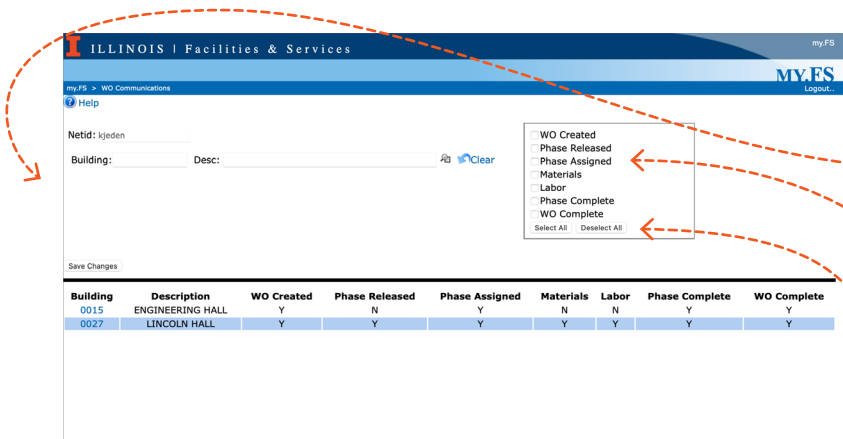 I ILLINOIS | Facilities & Services
my.FS
MY.FS
my.FS > WO Communications
Logout..
? Help
Netid: kjeden
Building: Desc: Clear
WO Created
Phase Released
Phase Assigned
Materials
Labor
Phase Complete
WO Complete
Select All Deselect All
Save Changes
Building Description WO Created Phase Released Phase Assigned Materials Labor Phase Complete WO Complete
0015 ENGINEERING HALL Y N Y N N Y Y
0027 LINCOLN HALL Y Y Y Y Y Y Y